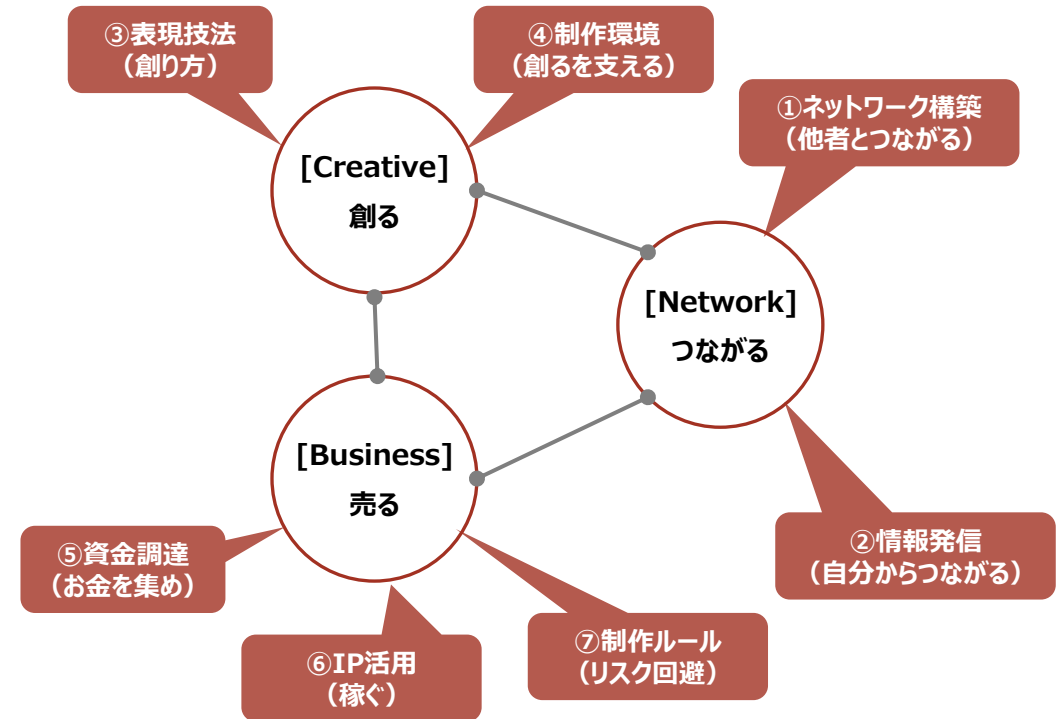 ③表現技法
（創り方）
④制作環境
（創るを支える）
①ネットワーク構築
（他者とつながる）
[Creative]
創る
[Network]
つながる
[Business]
売る
②情報発信
（自分からつながる）
⑤資金調達
（お金を集め）
⑥IP活用
（稼ぐ）
⑦制作ルール
（リスク回避）